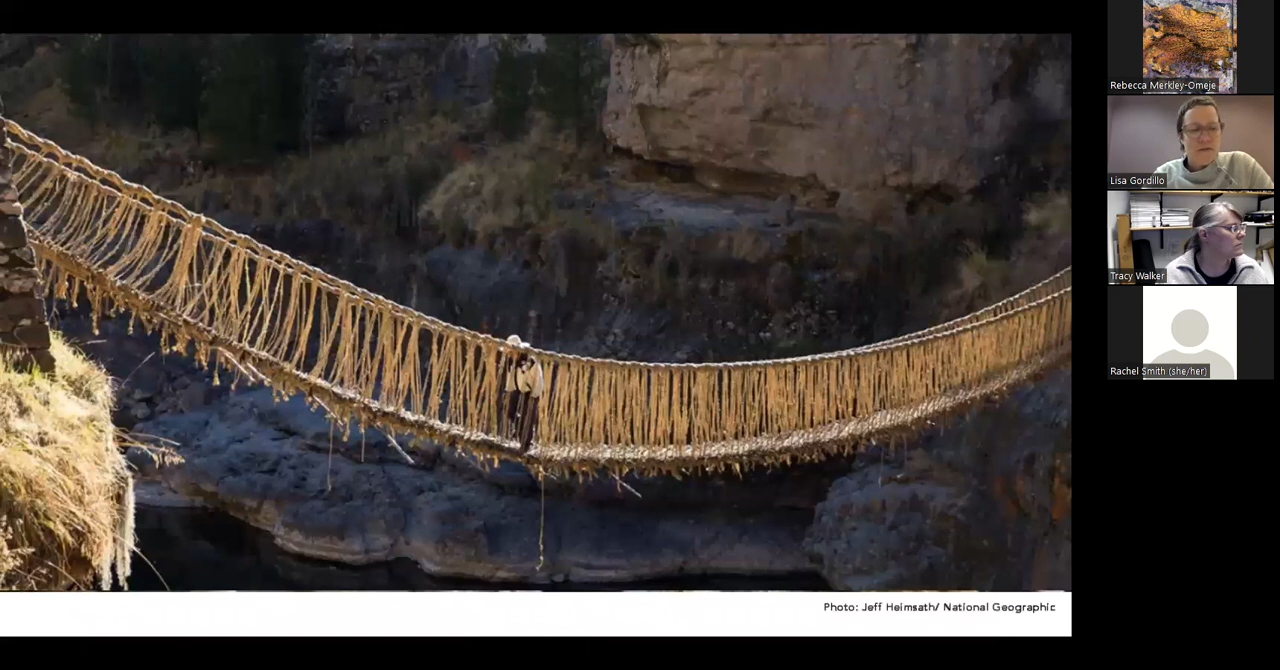 Rebecca Merkley-Omeje
Lisa Gordillo
Tracy Walker
Rachel Smith (she/her)
Photo: Jeff Heimsath/ National Geographic